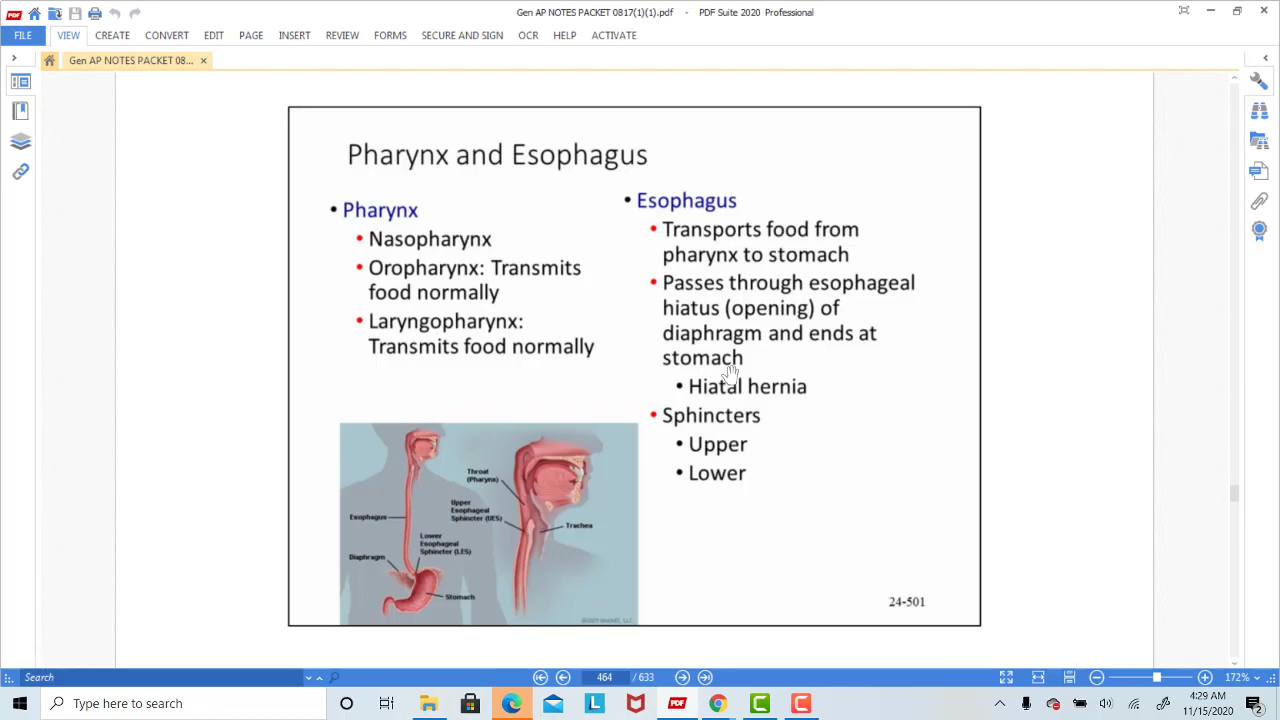 PDF
Gen AP NOTES PACKET 0817(1)(1).pdf - PDF Suite 2020 Professional
FILE VIEW CREATE CONVERT EDIT PAGE INSERT REVIEW FORMS SECURE AND SIGN OCR HELP ACTIVATE
Gen AP NOTES PACKET 08... ×
Pharynx and Esophagus
• Pharynx
• Nasopharynx
• Oropharynx: Transmits
food normally
• Laryngopharynx:
Transmits food normally
• Esophagus
• Transports food from
pharynx to stomach
• Passes through esophageal
hiatus (opening) of
diaphragm and ends at
stomach
• Hiatal hernia
• Sphincters
• Upper
• Lower
Throat
(Pharynx)
Upper
Esophageal
Sphincter (UES)
Trachea
Esophagus
Lower
Esophageal
Sphincter (LES)
Diaphragm
Stomach
24-501
Search
464 / 633
172%
Type here to search
PDF
11:29 AM
11/15/2020
2